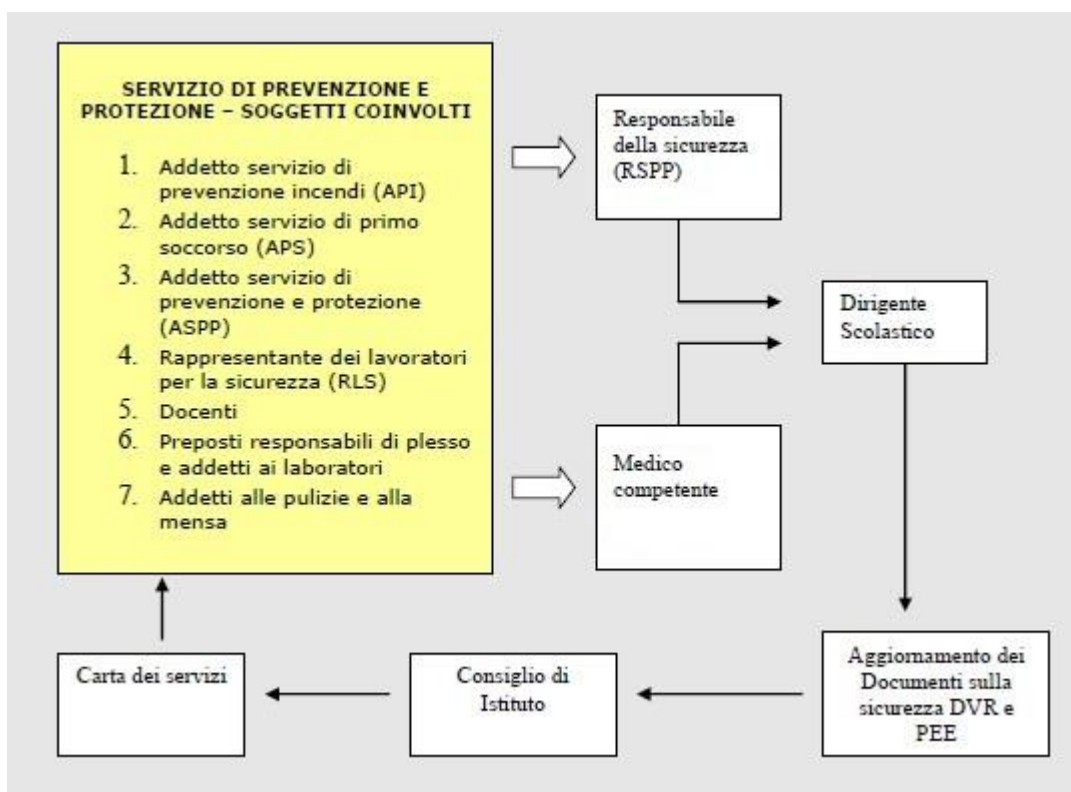 SERVIZIO DI PREVENZIONE E
PROTEZIONE – SOGGETTI COINVOLTI
1. Addetto servizio di
prevenzione incendi (API)
2. Addetto servizio di primo
soccorso (APS)
3. Addetto servizio di
prevenzione e protezione
(ASPP)
4. Rappresentante dei lavoratori
per la sicurezza (RLS)
5. Docenti
6. Preposti responsabili di plesso
e addetti ai laboratori
7. Addetti alle pulizie e alla
mensa
Responsabile
della sicurezza
(RSPP)
Dirigente
Scolastico
Medico
competente
Carta dei servizi
Consiglio di
Istituto
Aggiornamento dei
Documenti sulla
sicurezza DVR e
PEE